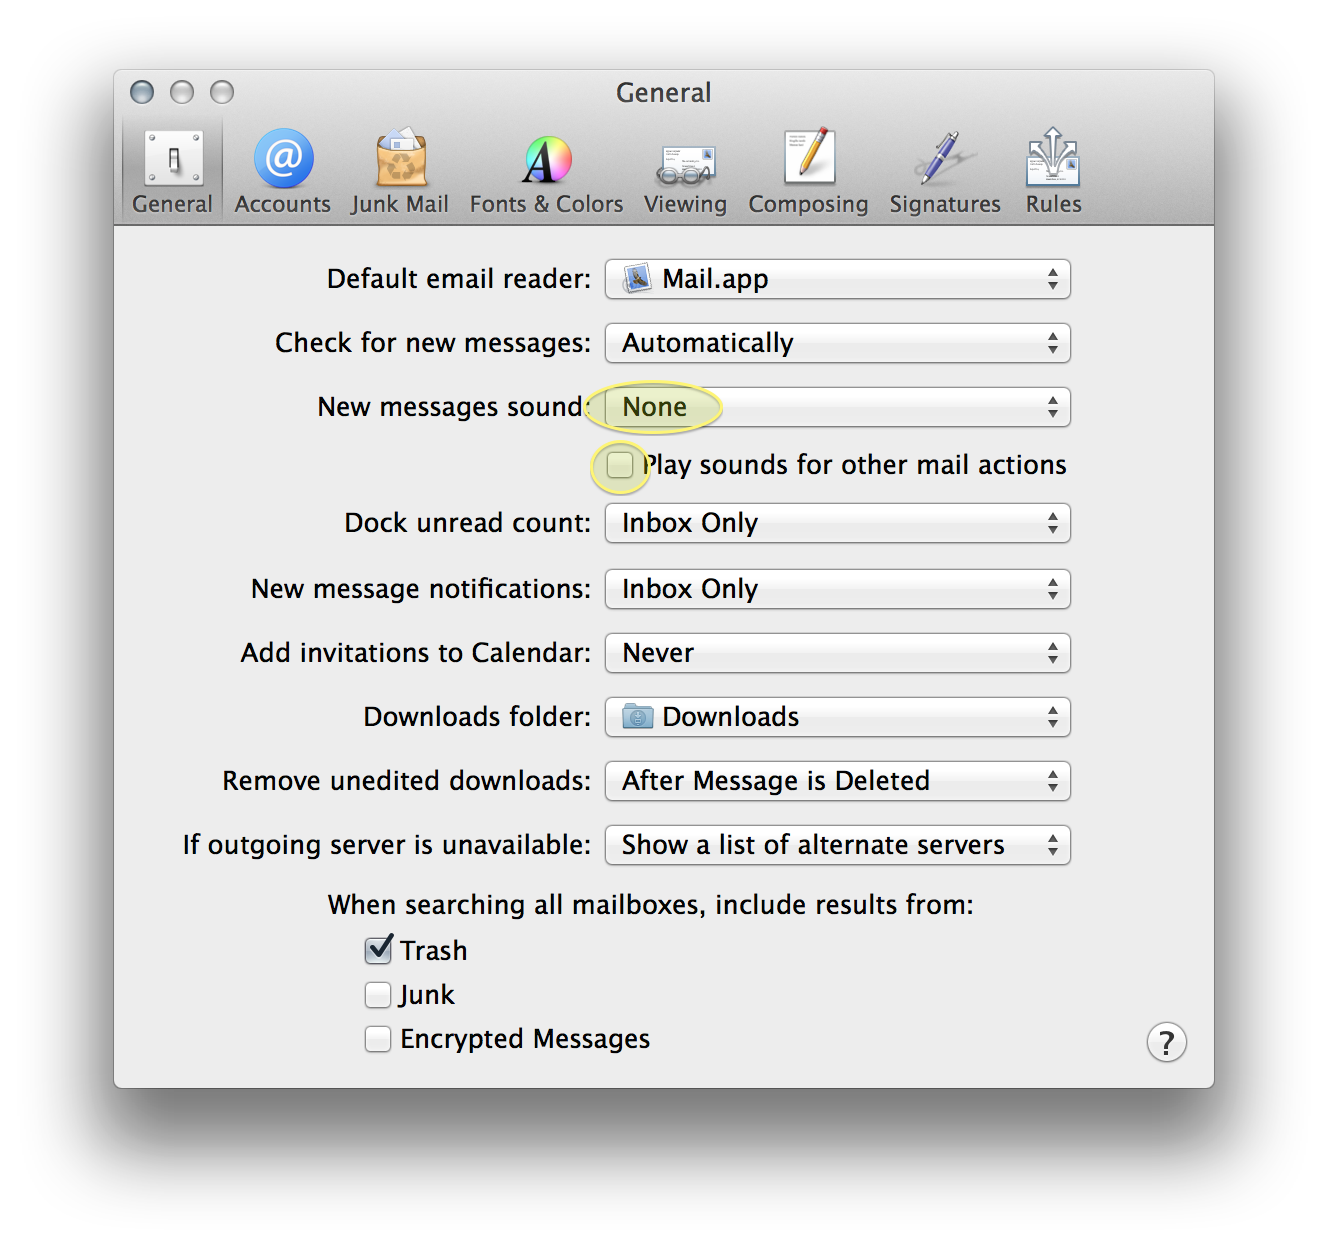 General
General Accounts Junk Mail Fonts & Colors Viewing Composing Signatures Rules
Default email reader: Mail.app
Check for new messages: Automatically
New messages sound: None
Play sounds for other mail actions
Dock unread count: Inbox Only
New message notifications: Inbox Only
Add invitations to Calendar: Never
Downloads folder: Downloads
Remove unedited downloads: After Message is Deleted
If outgoing server is unavailable: Show a list of alternate servers
When searching all mailboxes, include results from:
Trash
Junk
Encrypted Messages
?